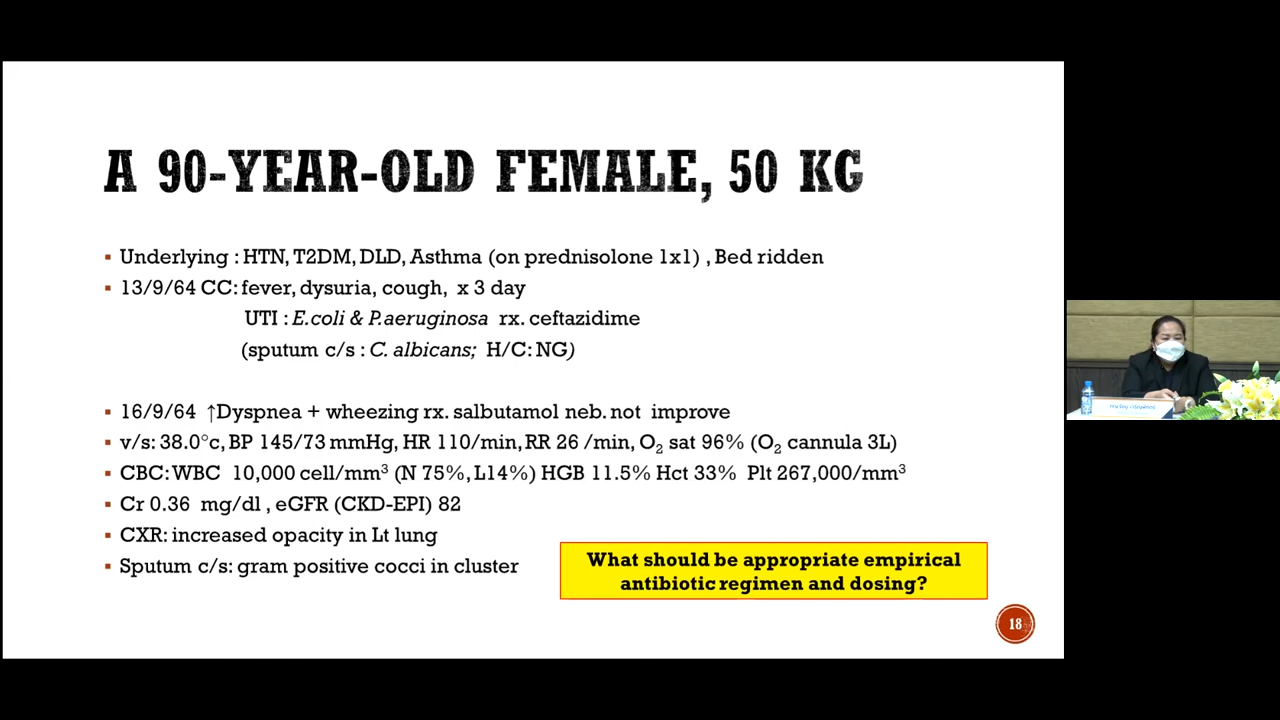 A 90-YEAR-OLD FEMALE, 50 KG
▪ Underlying : HTN, T2DM, DLD, Asthma (on prednisolone 1x1) , Bed ridden
▪ 13/9/64 CC: fever, dysuria, cough, x 3 day
UTI : E.coli & P.aeruginosa rx. ceftazidime
(sputum c/s : C. albicans; H/C: NG)
▪ 16/9/64 ↑Dyspnea + wheezing rx. salbutamol neb. not improve
▪ v/s: 38.0°c, BP 145/73 mmHg, HR 110/min, RR 26 /min, O₂ sat 96% (O₂ cannula 3L)
▪ CBC: WBC 10,000 cell/mm³ (N 75%, L14%) HGB 11.5% Hct 33% Plt 267,000/mm³
▪ Cr 0.36 mg/dl , eGFR (CKD-EPI) 82
▪ CXR: increased opacity in Lt lung
▪ Sputum c/s: gram positive cocci in cluster
What should be appropriate empirical
antibiotic regimen and dosing?
18